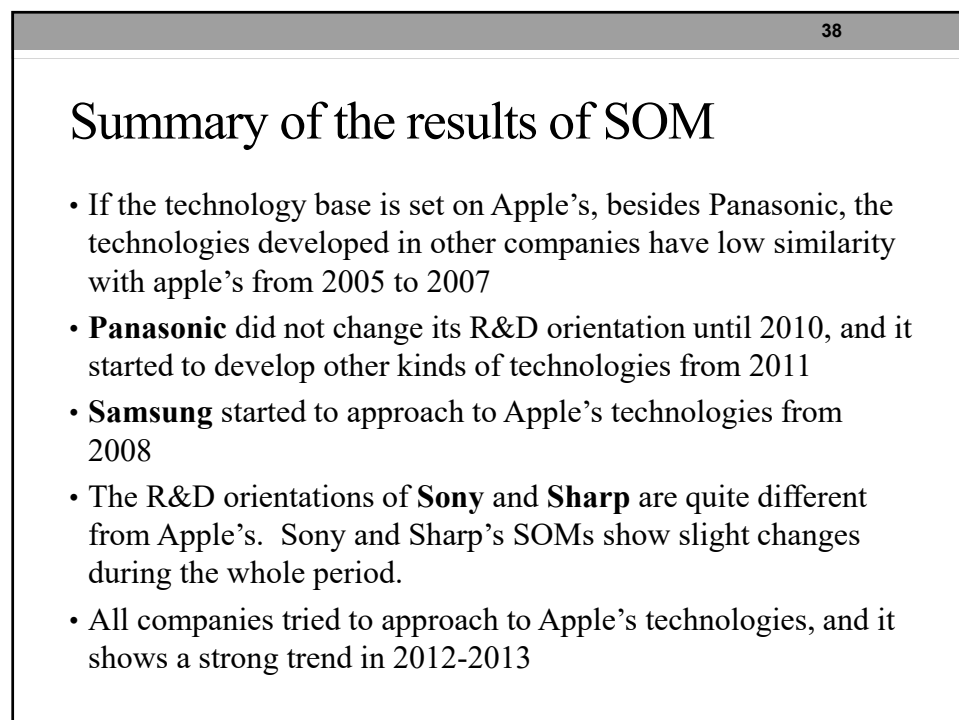 38
Summary of the results of SOM
• If the technology base is set on Apple’s, besides Panasonic, the
technologies developed in other companies have low similarity
with apple’s from 2005 to 2007
• Panasonic did not change its R&D orientation until 2010, and it
started to develop other kinds of technologies from 2011
• Samsung started to approach to Apple’s technologies from
2008
• The R&D orientations of Sony and Sharp are quite different
from Apple’s.  Sony and Sharp’s SOMs show slight changes
during the whole period.
• All companies tried to approach to Apple’s technologies, and it
shows a strong trend in 2012-2013